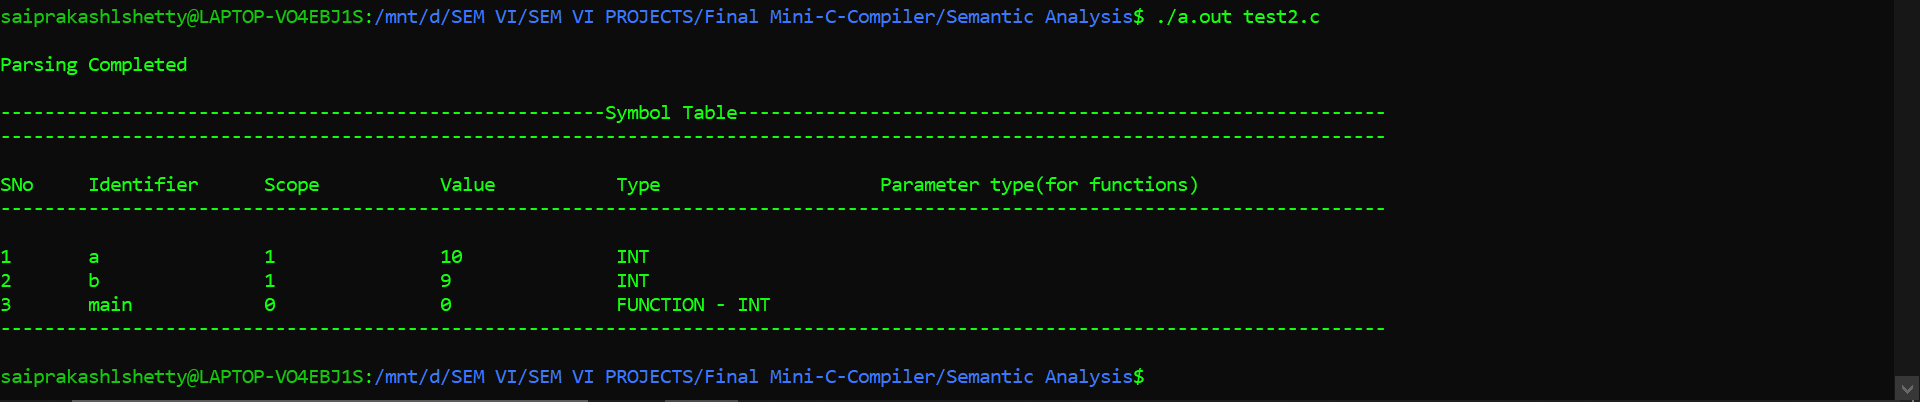 saiprakashlshetty@LAPTOP-VO4EBJ1S:/mnt/d/SEM VI/SEM VI PROJECTS/Final Mini-C-Compiler/Semantic Analysis$ ./a.out test2.c
Parsing Completed
-------------------------------------------------------Symbol Table-----------------------------------------------------------
------------------------------------------------------------------------------------------------------------------------------
SNo     Identifier      Scope           Value           Type                    Parameter type(for functions)
------------------------------------------------------------------------------------------------------------------------------
1       a               1               10              INT
2       b               1               9               INT
3       main            0               0               FUNCTION - INT
------------------------------------------------------------------------------------------------------------------------------
saiprakashlshetty@LAPTOP-VO4EBJ1S:/mnt/d/SEM VI/SEM VI PROJECTS/Final Mini-C-Compiler/Semantic Analysis$